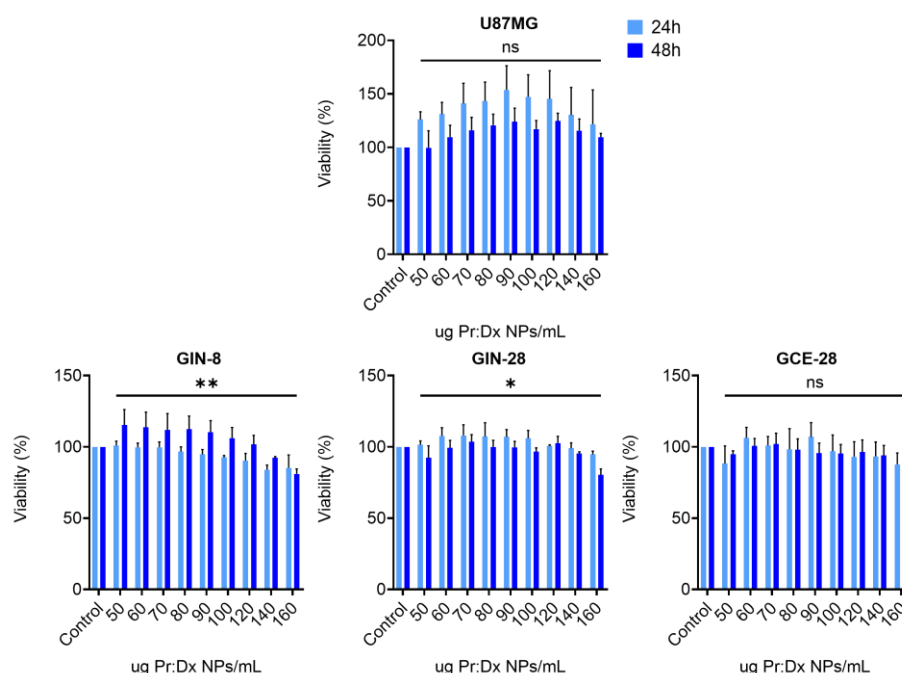 U87MG
24h
48h
ns
Viability (%)
200
150
100
50
0
Control
50
60
70
80
90
100
120
140
160
ug Pr:Dx NPs/mL
GIN-8
**
Viability (%)
150
100
50
0
Control
50
60
70
80
90
100
120
140
160
ug Pr:Dx NPs/mL
GIN-28
*
Viability (%)
150
100
50
0
Control
50
60
70
80
90
100
120
140
160
ug Pr:Dx NPs/mL
GCE-28
ns
Viability (%)
150
100
50
0
Control
50
60
70
80
90
100
120
140
160
ug Pr:Dx NPs/mL